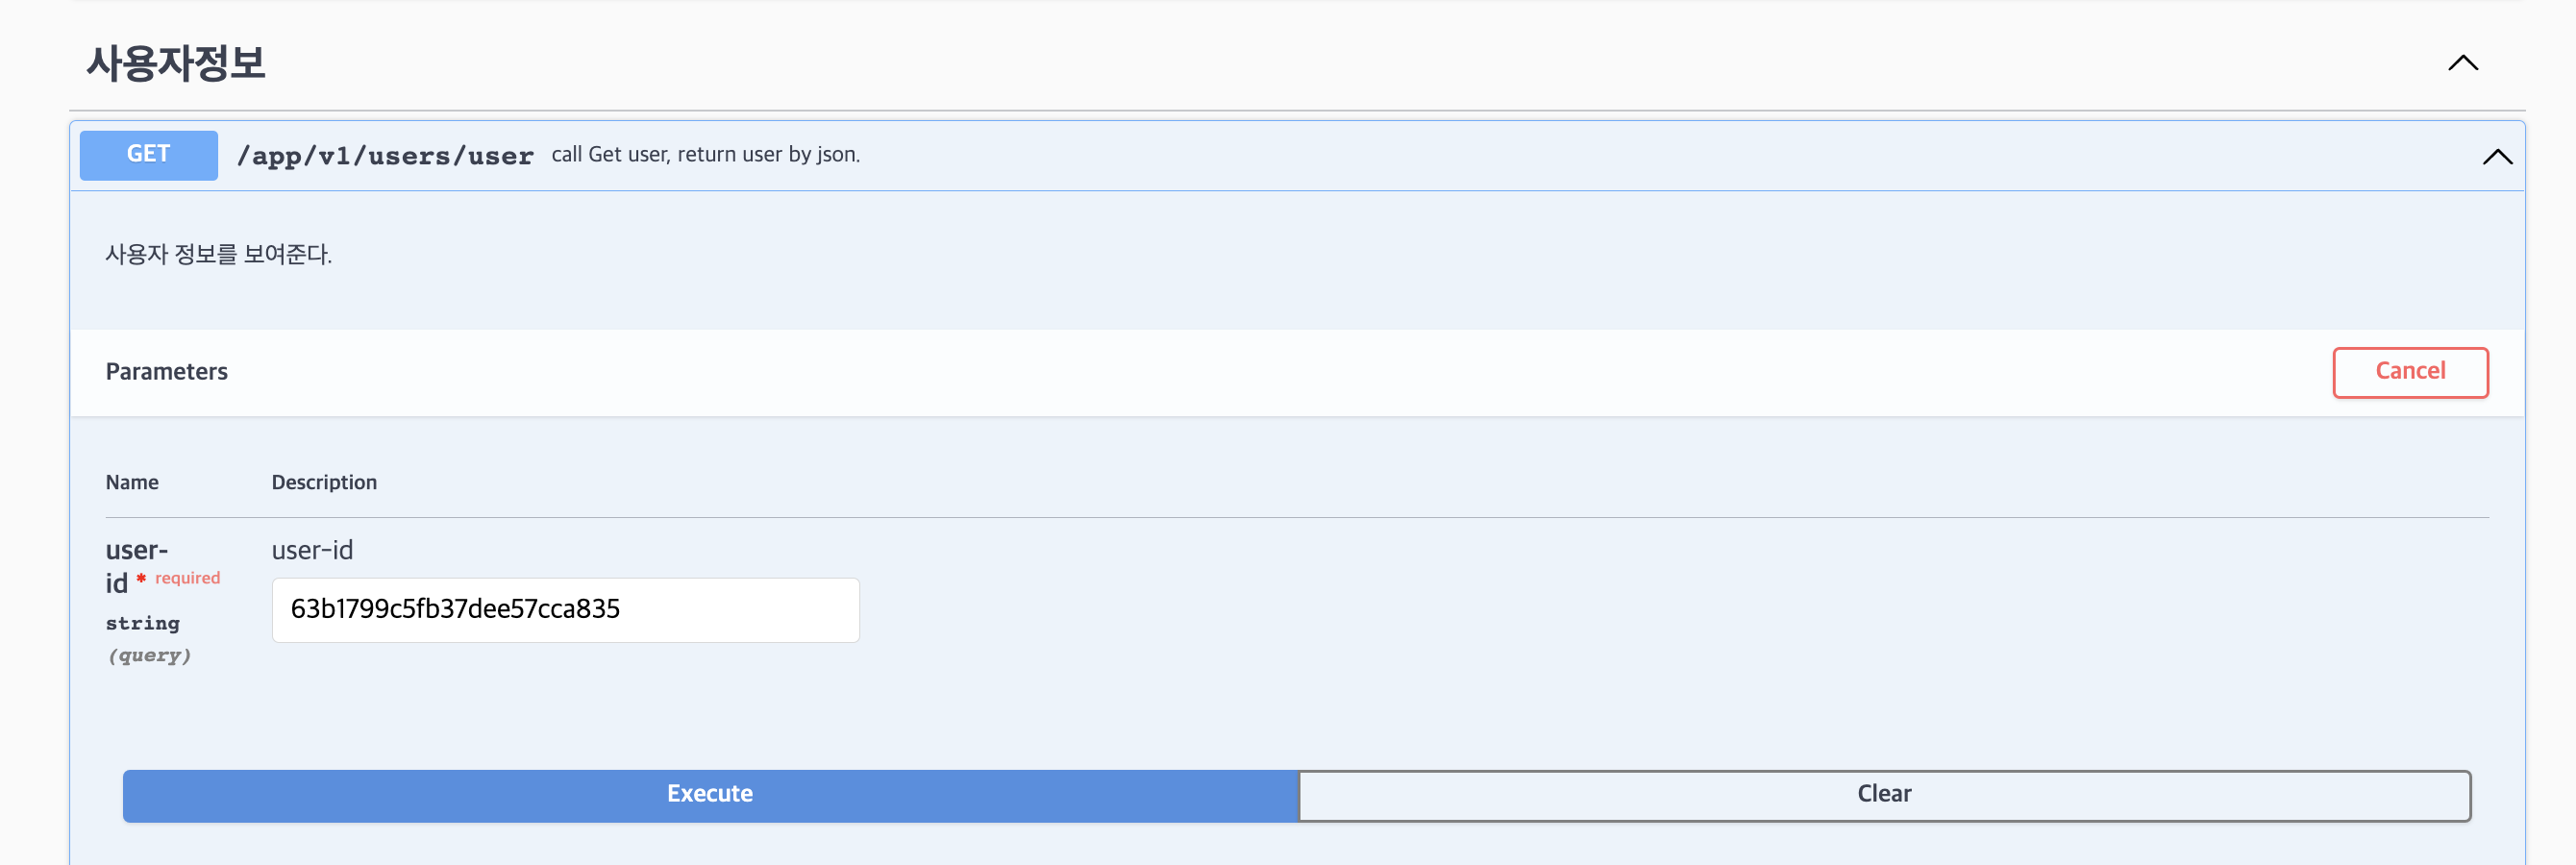 사용자정보
GET /app/v1/users/user call Get user, return user by json.
사용자 정보를 보여준다.
Parameters Cancel
Name Description
user-id * required user-id
string 63b1799c5fb37dee57cca835
(query)
Execute Clear